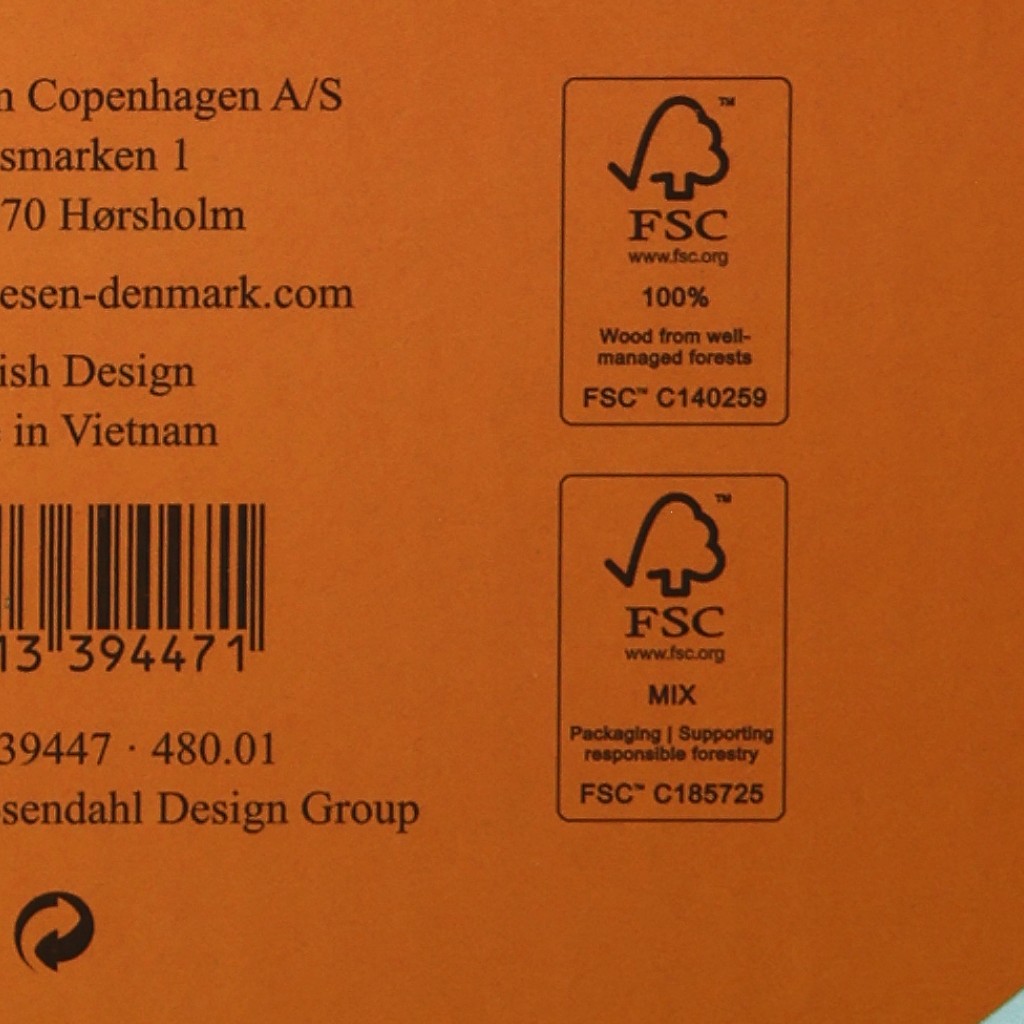 n Copenhagen A/S
smarken 1
70 Hørsholm
esen-denmark.com
ish Design
e in Vietnam
13 394471
39447 · 480.01
sendahl Design Group
™
FSC
www.fsc.org
100%
Wood from well-
managed forests
FSC™ C140259
™
FSC
www.fsc.org
MIX
Packaging | Supporting
responsible forestry
FSC™ C185725